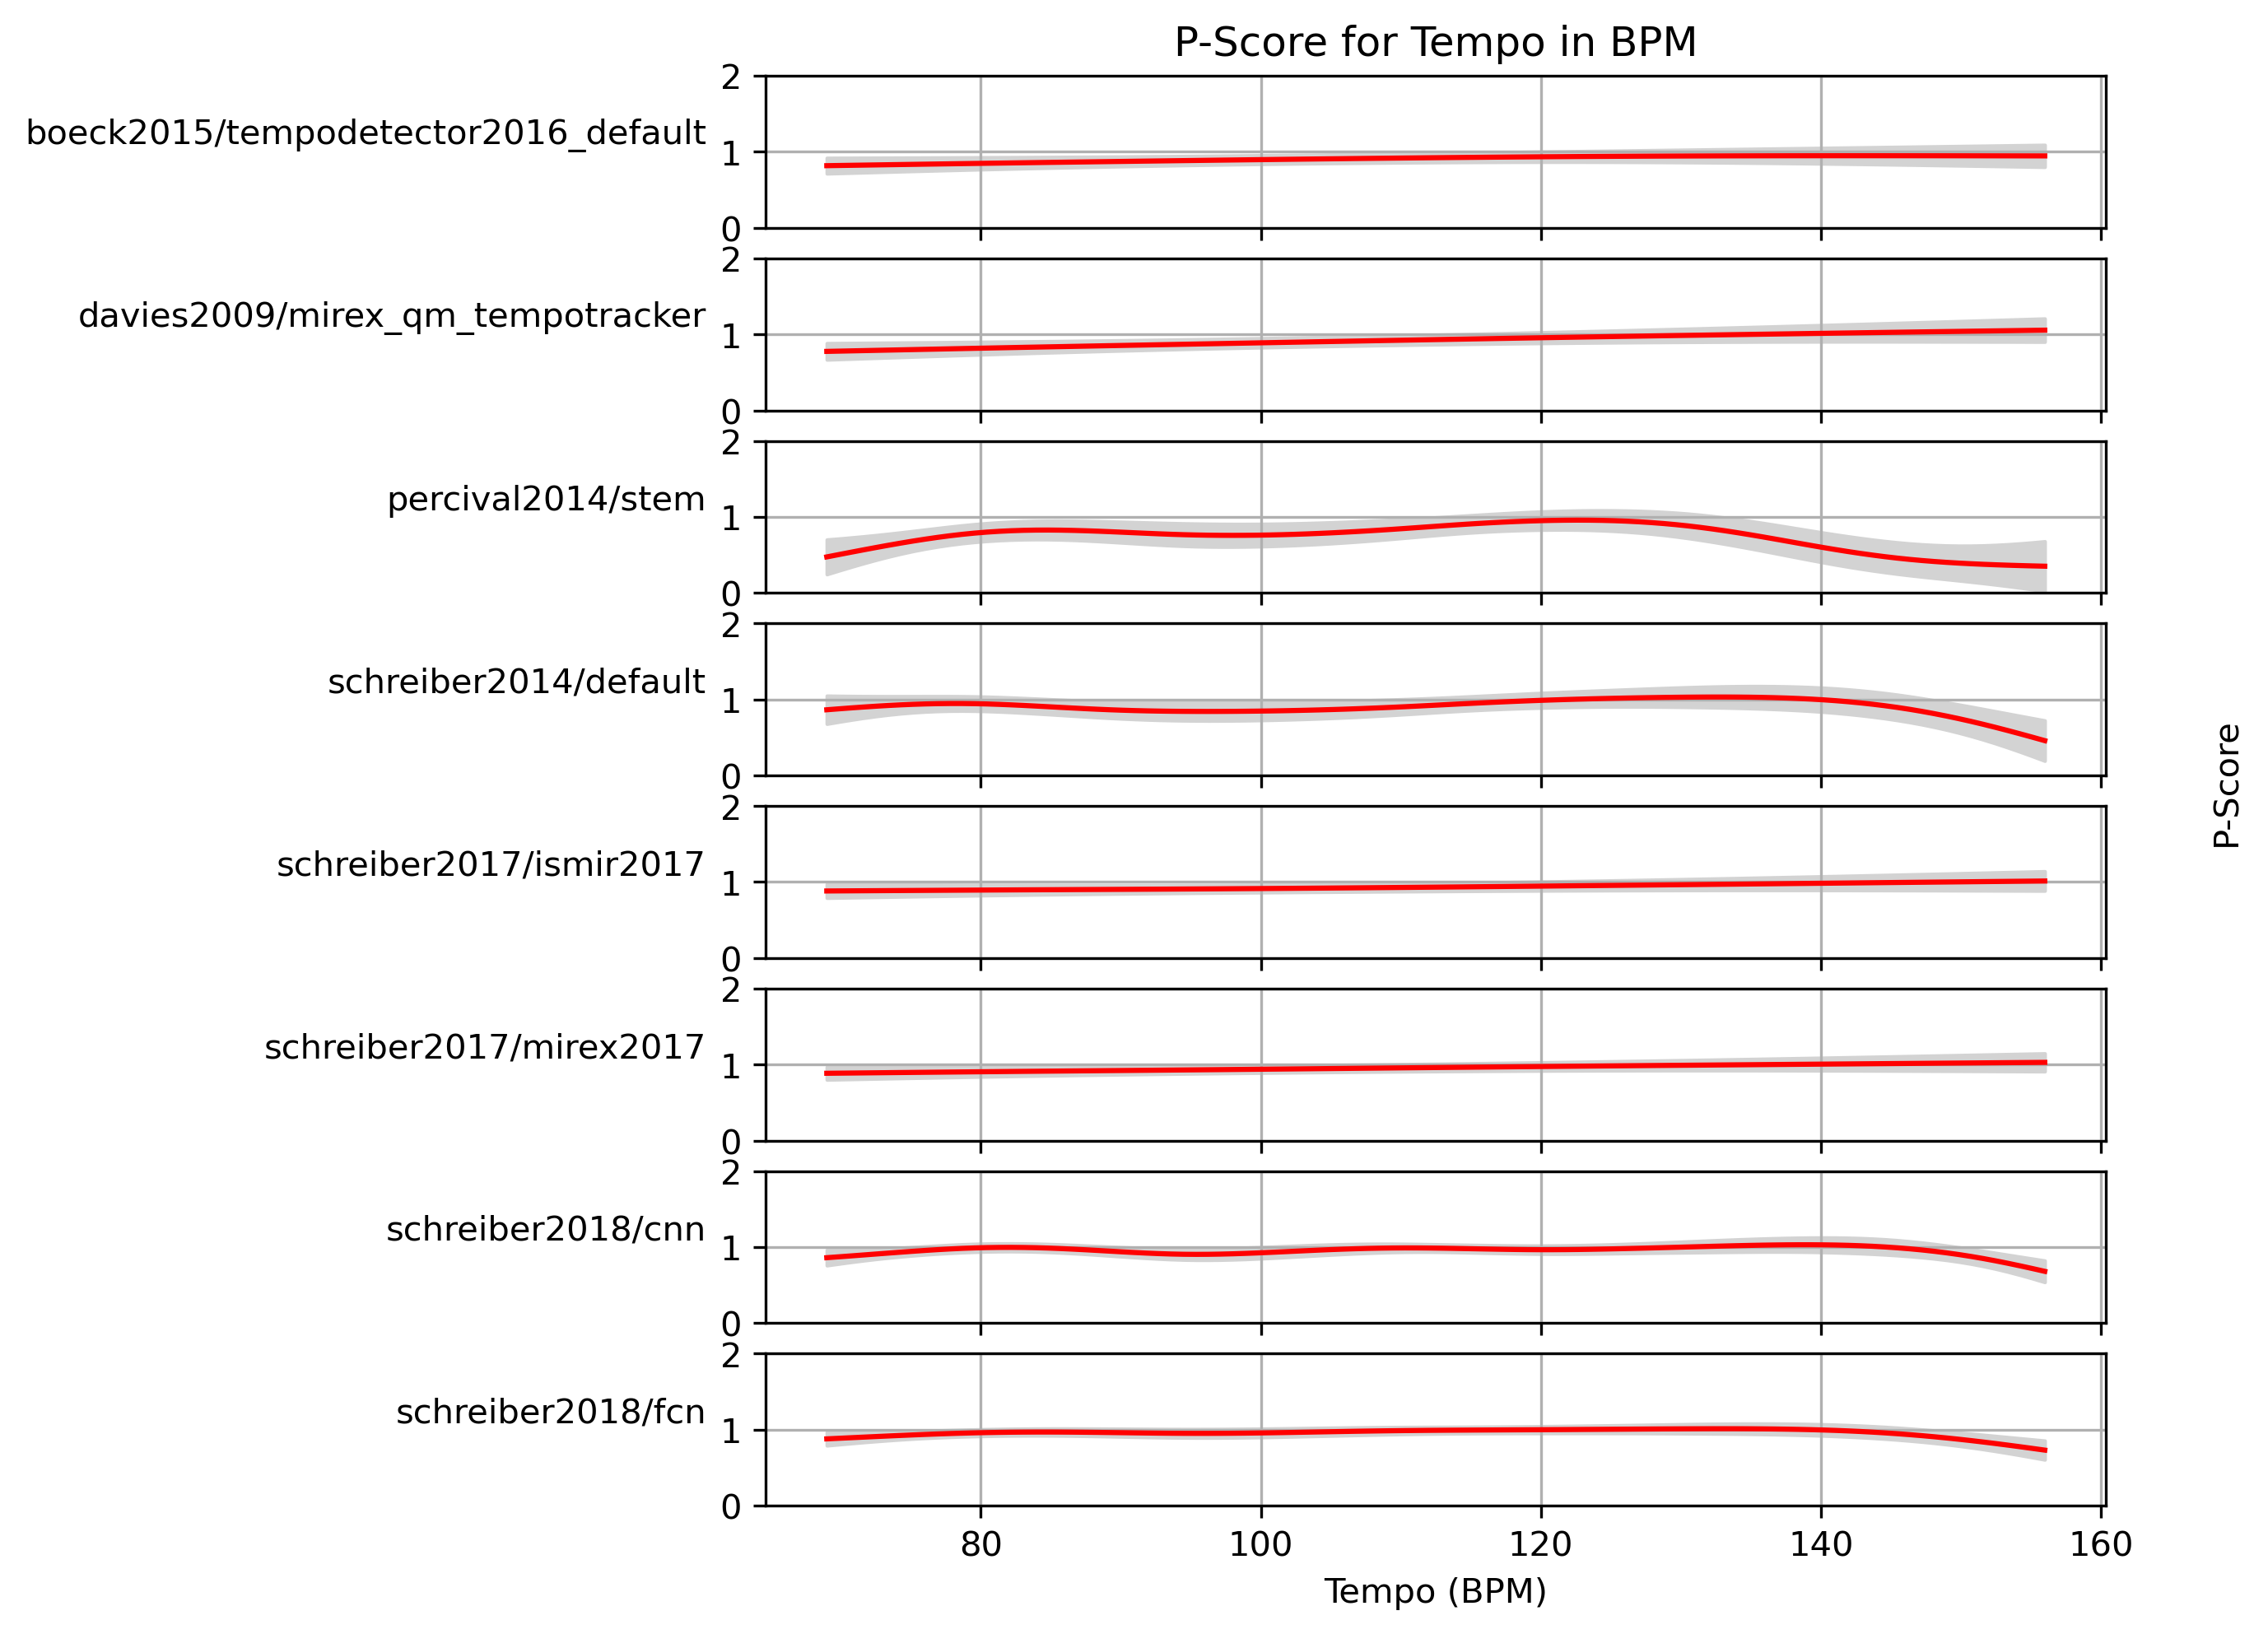 P-Score for Tempo in BPM
2
boeck2015/tempodetector2016_default
1
0
2
davies2009/mirex_qm_tempotracker
1
0
2
percival2014/stem
1
0
2
schreiber2014/default
1
0
P-Score
2
schreiber2017/ismir2017
1
0
2
schreiber2017/mirex2017
1
0
2
schreiber2018/cnn
1
0
2
schreiber2018/fcn
1
0
80 100 120 140 160
Tempo (BPM)